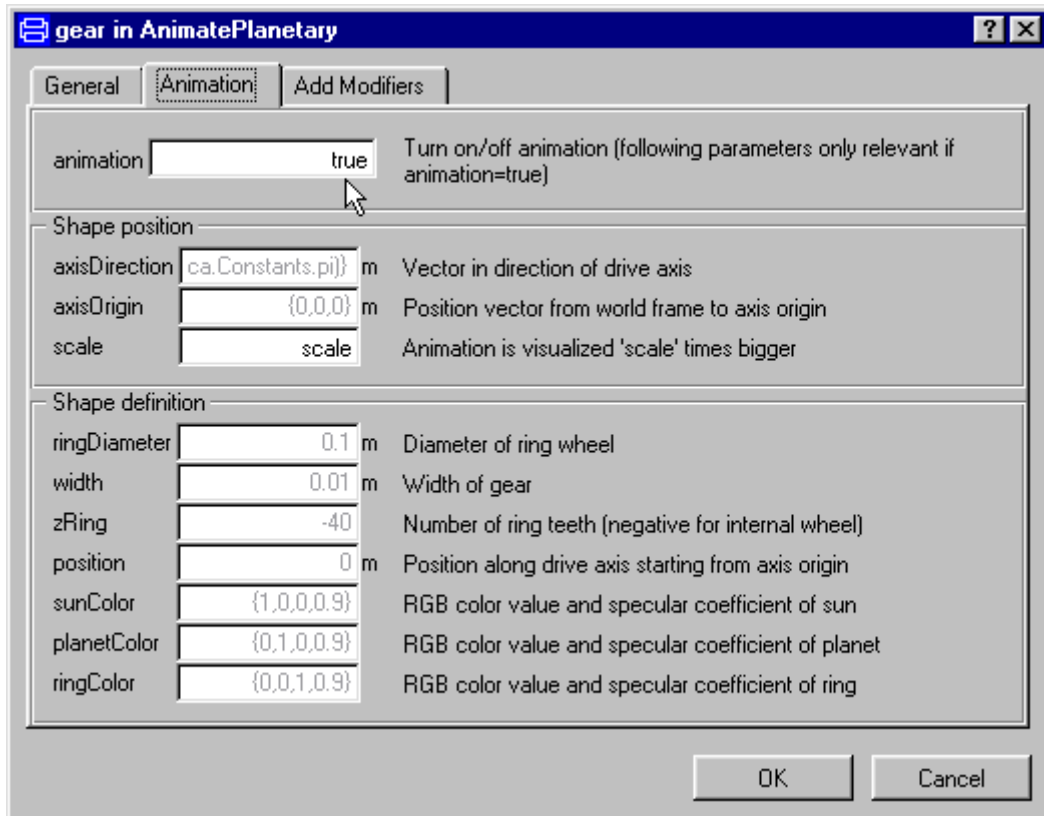 gear in AnimatePlanetary
General Animation Add Modifiers
animation true Turn on/off animation (following parameters only relevant if
animation=true)
Shape position
axisDirection ca.Constants.pi)} m Vector in direction of drive axis
axisOrigin {0,0,0} m Position vector from world frame to axis origin
scale scale Animation is visualized 'scale' times bigger
Shape definition
ringDiameter 0.1 m Diameter of ring wheel
width 0.01 m Width of gear
zRing -40 Number of ring teeth (negative for internal wheel)
position 0 m Position along drive axis starting from axis origin
sunColor {1,0,0,0.9} RGB color value and specular coefficient of sun
planetColor {0,1,0,0.9} RGB color value and specular coefficient of planet
ringColor {0,0,1,0.9} RGB color value and specular coefficient of ring
OK Cancel